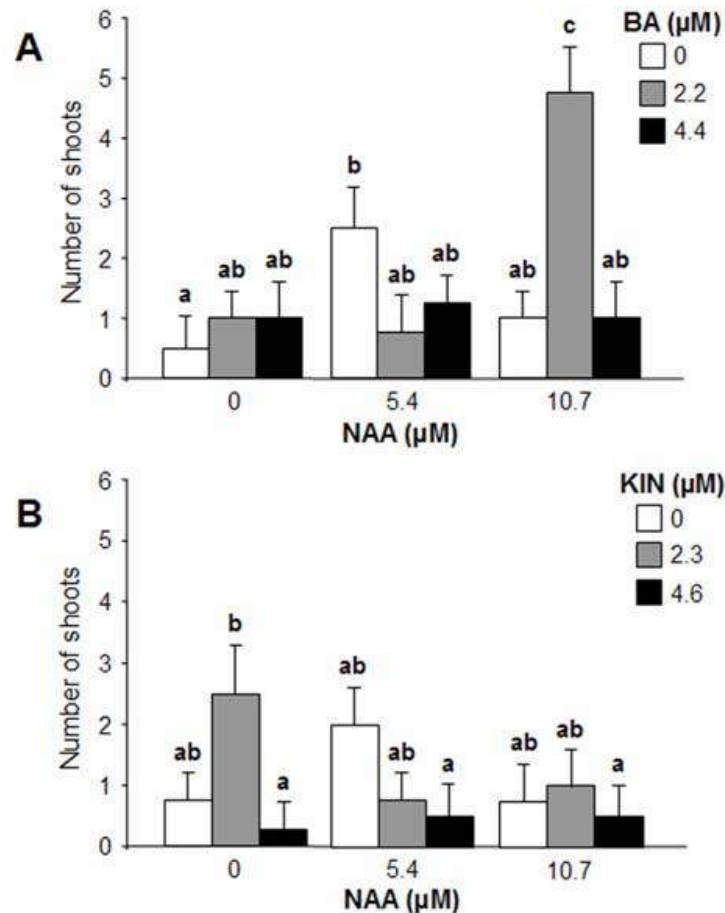 A
Number of shoots
6
5
4
3
2
1
0
a
ab
ab
b
ab
ab
ab
c
ab
0
5.4
10.7
NAA (µM)
BA (µM)
0
2.2
4.4
B
Number of shoots
6
5
4
3
2
1
0
ab
b
a
ab
ab
a
ab
ab
a
0
5.4
10.7
NAA (µM)
KIN (µM)
0
2.3
4.6